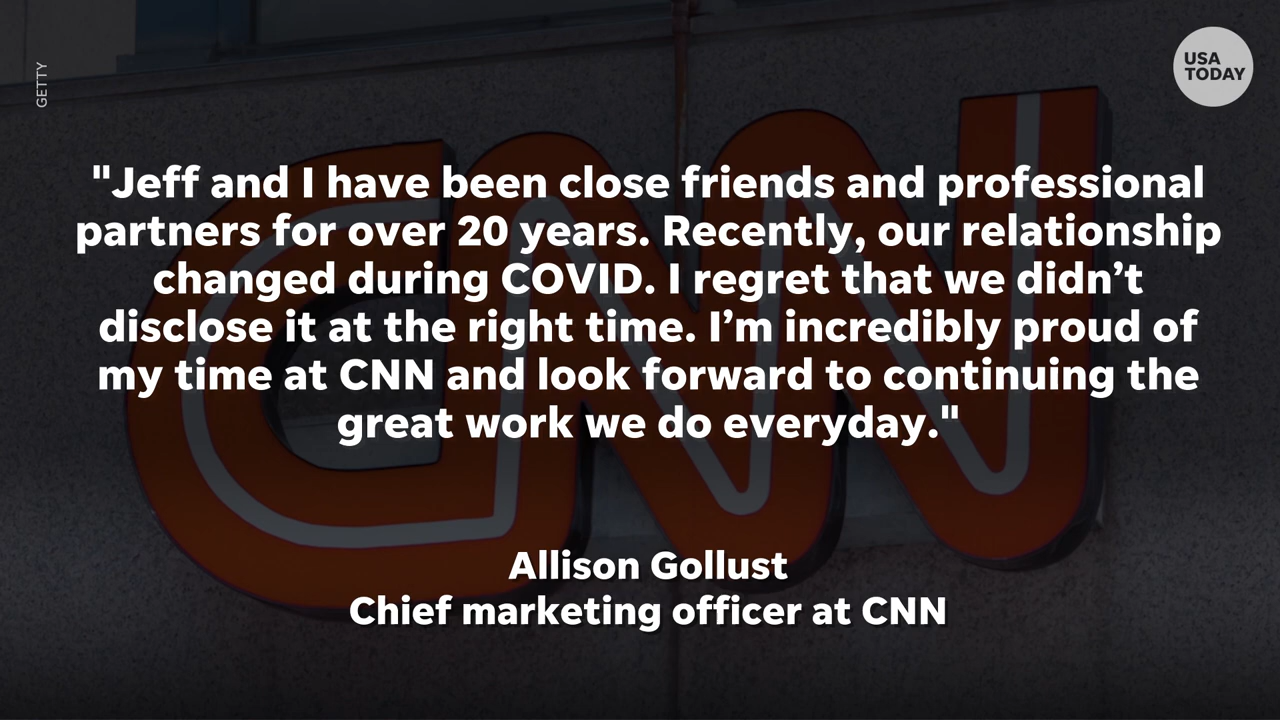 GETTY
USA
TODAY
"Jeff and I have been close friends and professional
partners for over 20 years. Recently, our relationship
changed during COVID. I regret that we didn’t
disclose it at the right time. I’m incredibly proud of
my time at CNN and look forward to continuing the
great work we do everyday."
CNN
Allison Gollust
Chief marketing officer at CNN